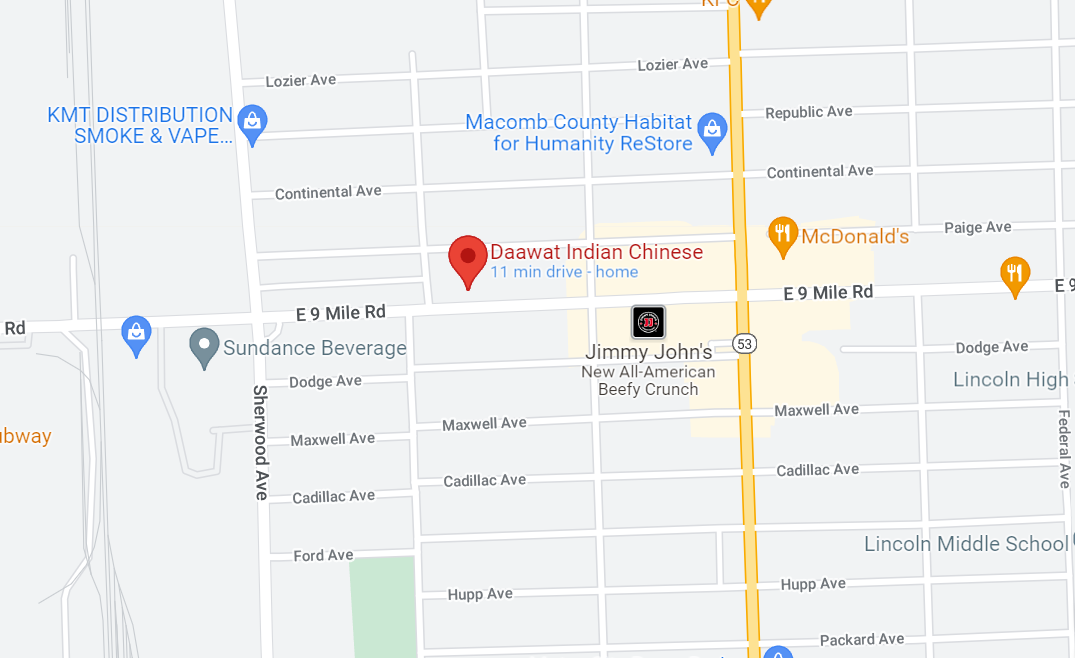 KFC
Lozier Ave
Lozier Ave
KMT DISTRIBUTION
SMOKE & VAPE...
Republic Ave
Macomb County Habitat
for Humanity ReStore
Continental Ave
Continental Ave
Paige Ave
McDonald's
Daawat Indian Chinese
11 min drive - home
E 9 Mile Rd
E 9
E 9 Mile Rd
Rd
Sundance Beverage
53
Jimmy John's
New All-American
Beefy Crunch
Dodge Ave
Dodge Ave
Lincoln High
Sherwood Ave
Maxwell Ave
Maxwell Ave
Maxwell Ave
Federal Ave
ubway
Cadillac Ave
Cadillac Ave
Cadillac Ave
Ford Ave
Lincoln Middle School
Hupp Ave
Hupp Ave
Packard Ave